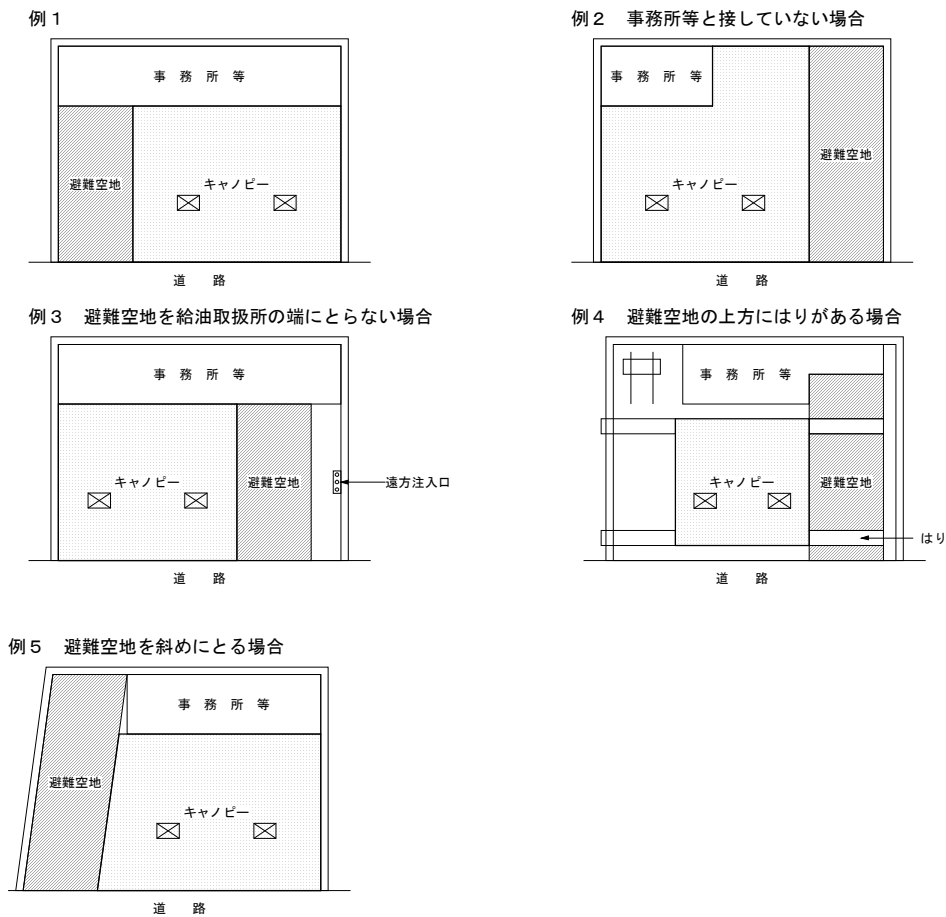 例１
事 務 所 等
避難空地
キャノピー
道 路
例２ 事務所等と接していない場合
事 務 所 等
避難空地
キャノピー
道 路
例３ 避難空地を給油取扱所の端にとらない場合
事 務 所 等
キャノピー
避難空地
遠方注入口
道 路
例４ 避難空地の上方にはりがある場合
事 務 所 等
キャノピー
避難空地
はり
道 路
例５ 避難空地を斜めにとる場合
事 務 所 等
避難空地
キャノピー
道 路